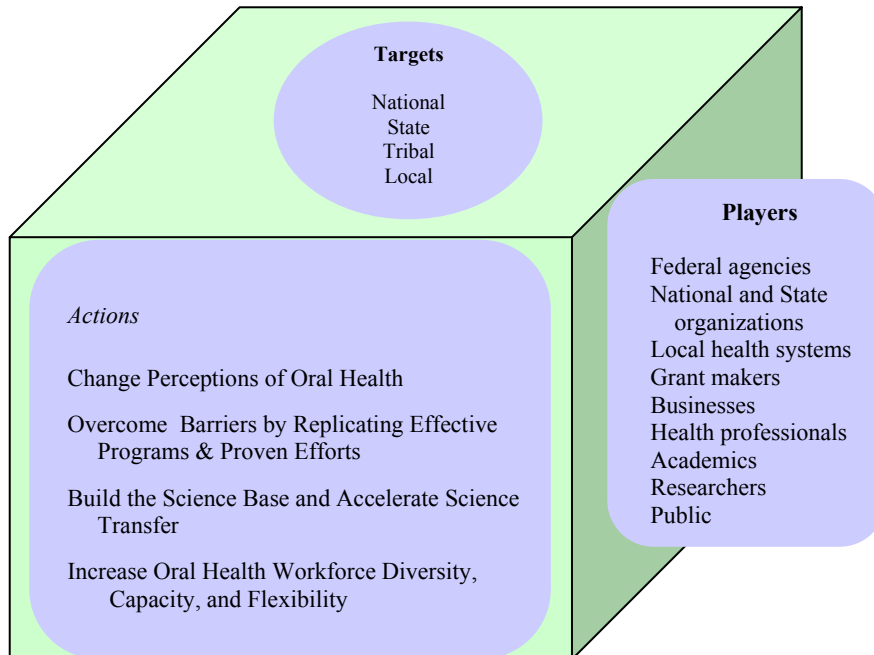 Targets
National
State
Tribal
Local
Players
Federal agencies
National and State
organizations
Local health systems
Grant makers
Businesses
Health professionals
Academics
Researchers
Public
Actions
Change Perceptions of Oral Health
Overcome Barriers by Replicating Effective
Programs & Proven Efforts
Build the Science Base and Accelerate Science
Transfer
Increase Oral Health Workforce Diversity,
Capacity, and Flexibility